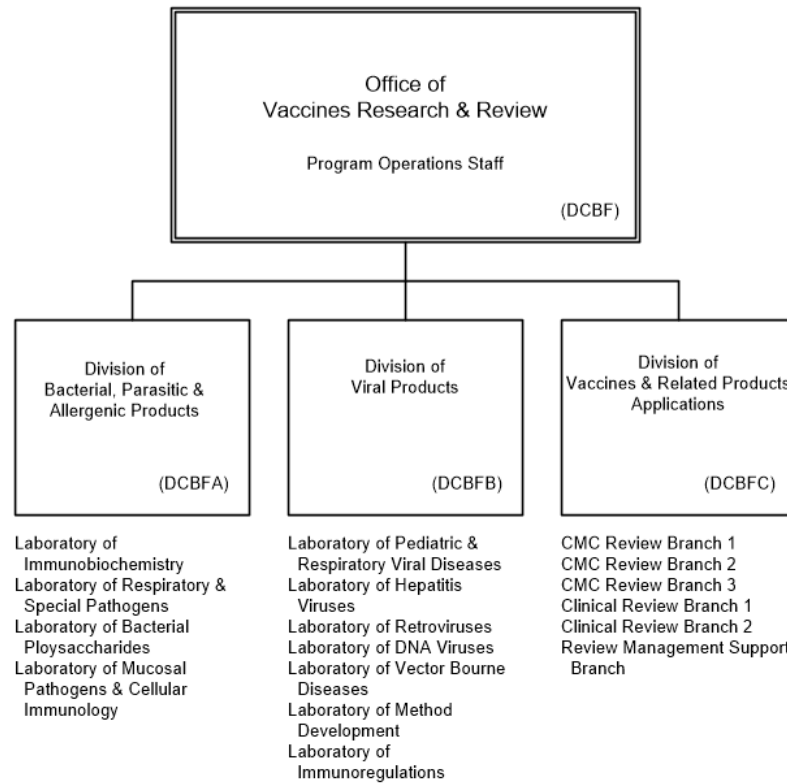 Office of
Vaccines Research & Review
Program Operations Staff
(DCBF)
Division of
Bacterial, Parasitic &
Allergenic Products
(DCBFA)
Division of
Viral Products
(DCBFB)
Division of
Vaccines & Related Products
Applications
(DCBFC)
Laboratory of
Immunobiochemistry
Laboratory of Respiratory &
Special Pathogens
Laboratory of Bacterial
Ploysaccharides
Laboratory of Mucosal
Pathogens & Cellular
Immunology
Laboratory of Pediatric &
Respiratory Viral Diseases
Laboratory of Hepatitis
Viruses
Laboratory of Retroviruses
Laboratory of DNA Viruses
Laboratory of Vector Bourne
Diseases
Laboratory of Method
Development
Laboratory of
Immunoregulations
CMC Review Branch 1
CMC Review Branch 2
CMC Review Branch 3
Clinical Review Branch 1
Clinical Review Branch 2
Review Management Support
Branch